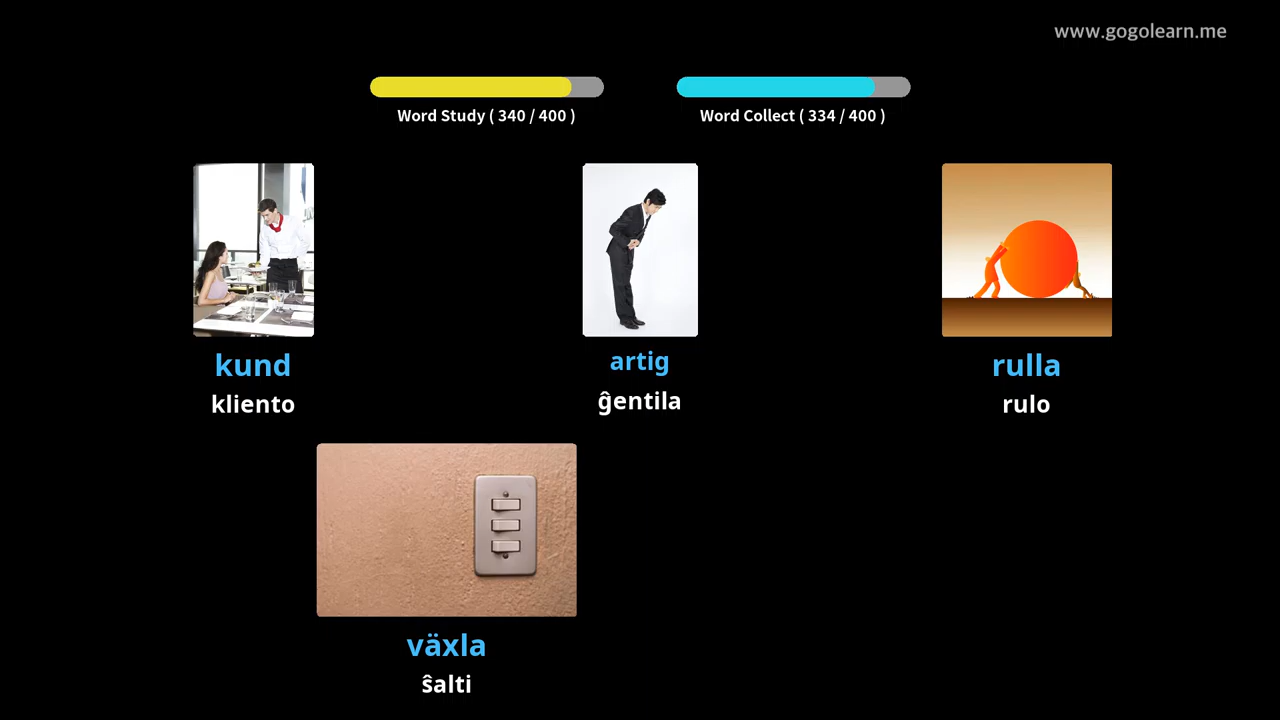 www.gogolearn.me
Word Study ( 340 / 400 )
Word Collect ( 334 / 400 )
kund
kliento
artig
ĝentila
rulla
rulo
växla
ŝalti